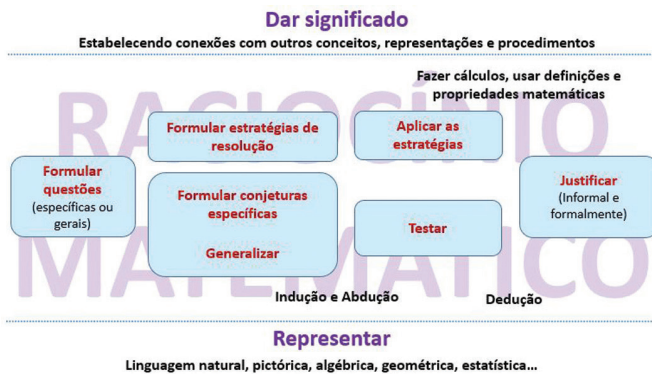 Dar significado
Estabelecendo conexões com outros conceitos, representações e procedimentos
RACIOCÍNIO
MATEMÁTICO
Fazer cálculos, usar definições e
propriedades matemáticas
Formular
questões
(específicas ou
gerais)
Formular estratégias de
resolução
Formular conjeturas
específicas
Generalizar
Aplicar as
estratégias
Testar
Justificar
(Informal e
formalmente)
Indução e Abdução
Dedução
Representar
Linguagem natural, pictórica, algébrica, geométrica, estatística...